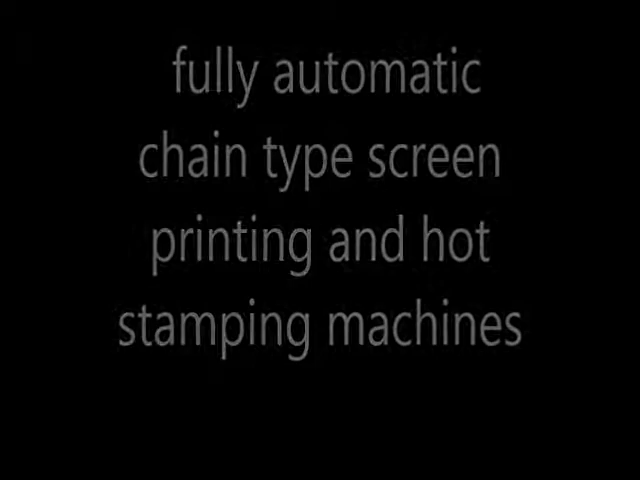 fully automatic
chain type screen
printing and hot
stamping machines